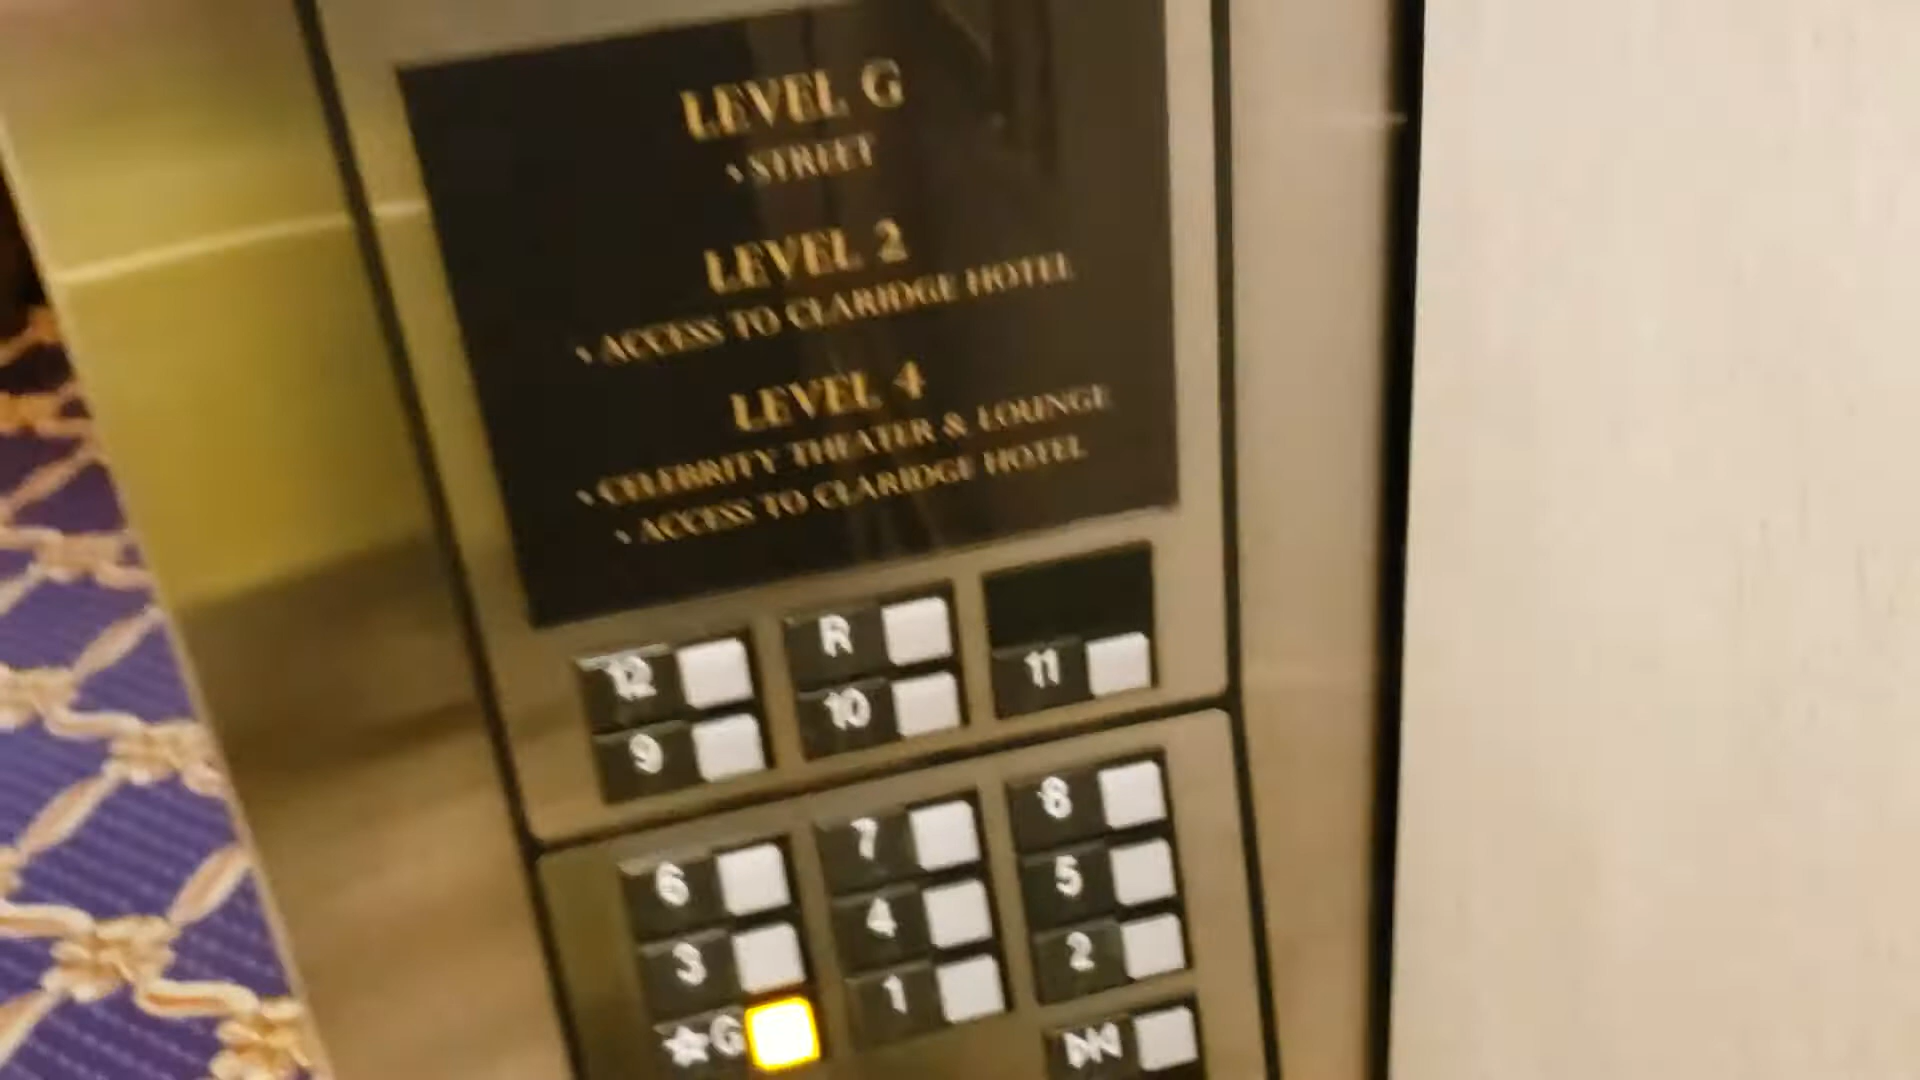 LEVEL G
STREET
LEVEL 2
ACCESS TO CLARIDGE HOTEL
LEVEL 4
CELEBRITY THEATER & LOUNGE
ACCESS TO CLARIDGE HOTEL
12 R
11
9 10
6 7 8
3 4 5
★G 1 2